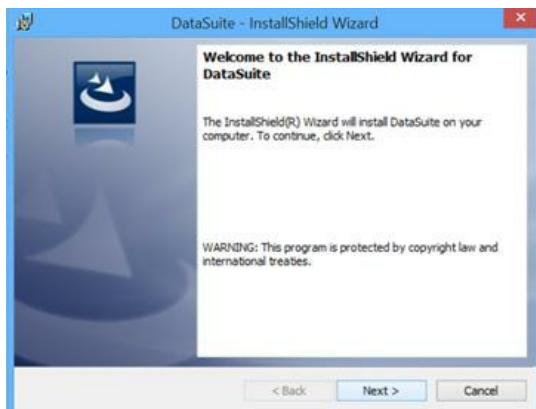 DataSuite - InstallShield Wizard
Welcome to the InstallShield Wizard for
DataSuite
The InstallShield(R) Wizard will install DataSuite on your
computer. To continue, click Next.
WARNING: This program is protected by copyright law and
international treaties.
< Back Next > Cancel